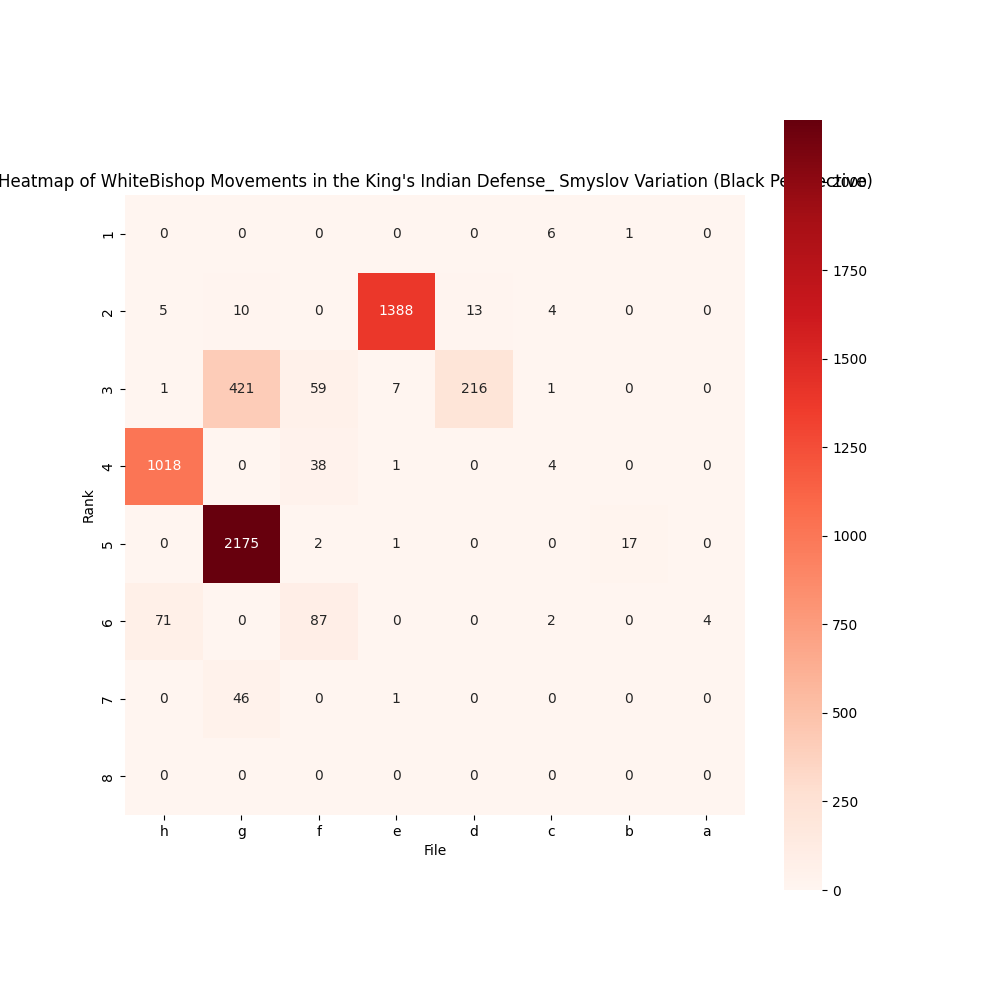 Heatmap of WhiteBishop Movements in the King's Indian Defense_ Smyslov Variation (Black Pe ctive)
2000
1 0 0 0 0 0 6 1 0
1750
2 5 10 0 1388 13 4 0 0
1500
3 1 421 59 7 216 1 0 0
1250
4 1018 0 38 1 0 4 0 0
Rank
1000
5 0 2175 2 1 0 0 17 0
750
6 71 0 87 0 0 2 0 4
500
7 0 46 0 1 0 0 0 0
8 0 0 0 0 0 0 0 0
250
h g f e d c b a
File
0